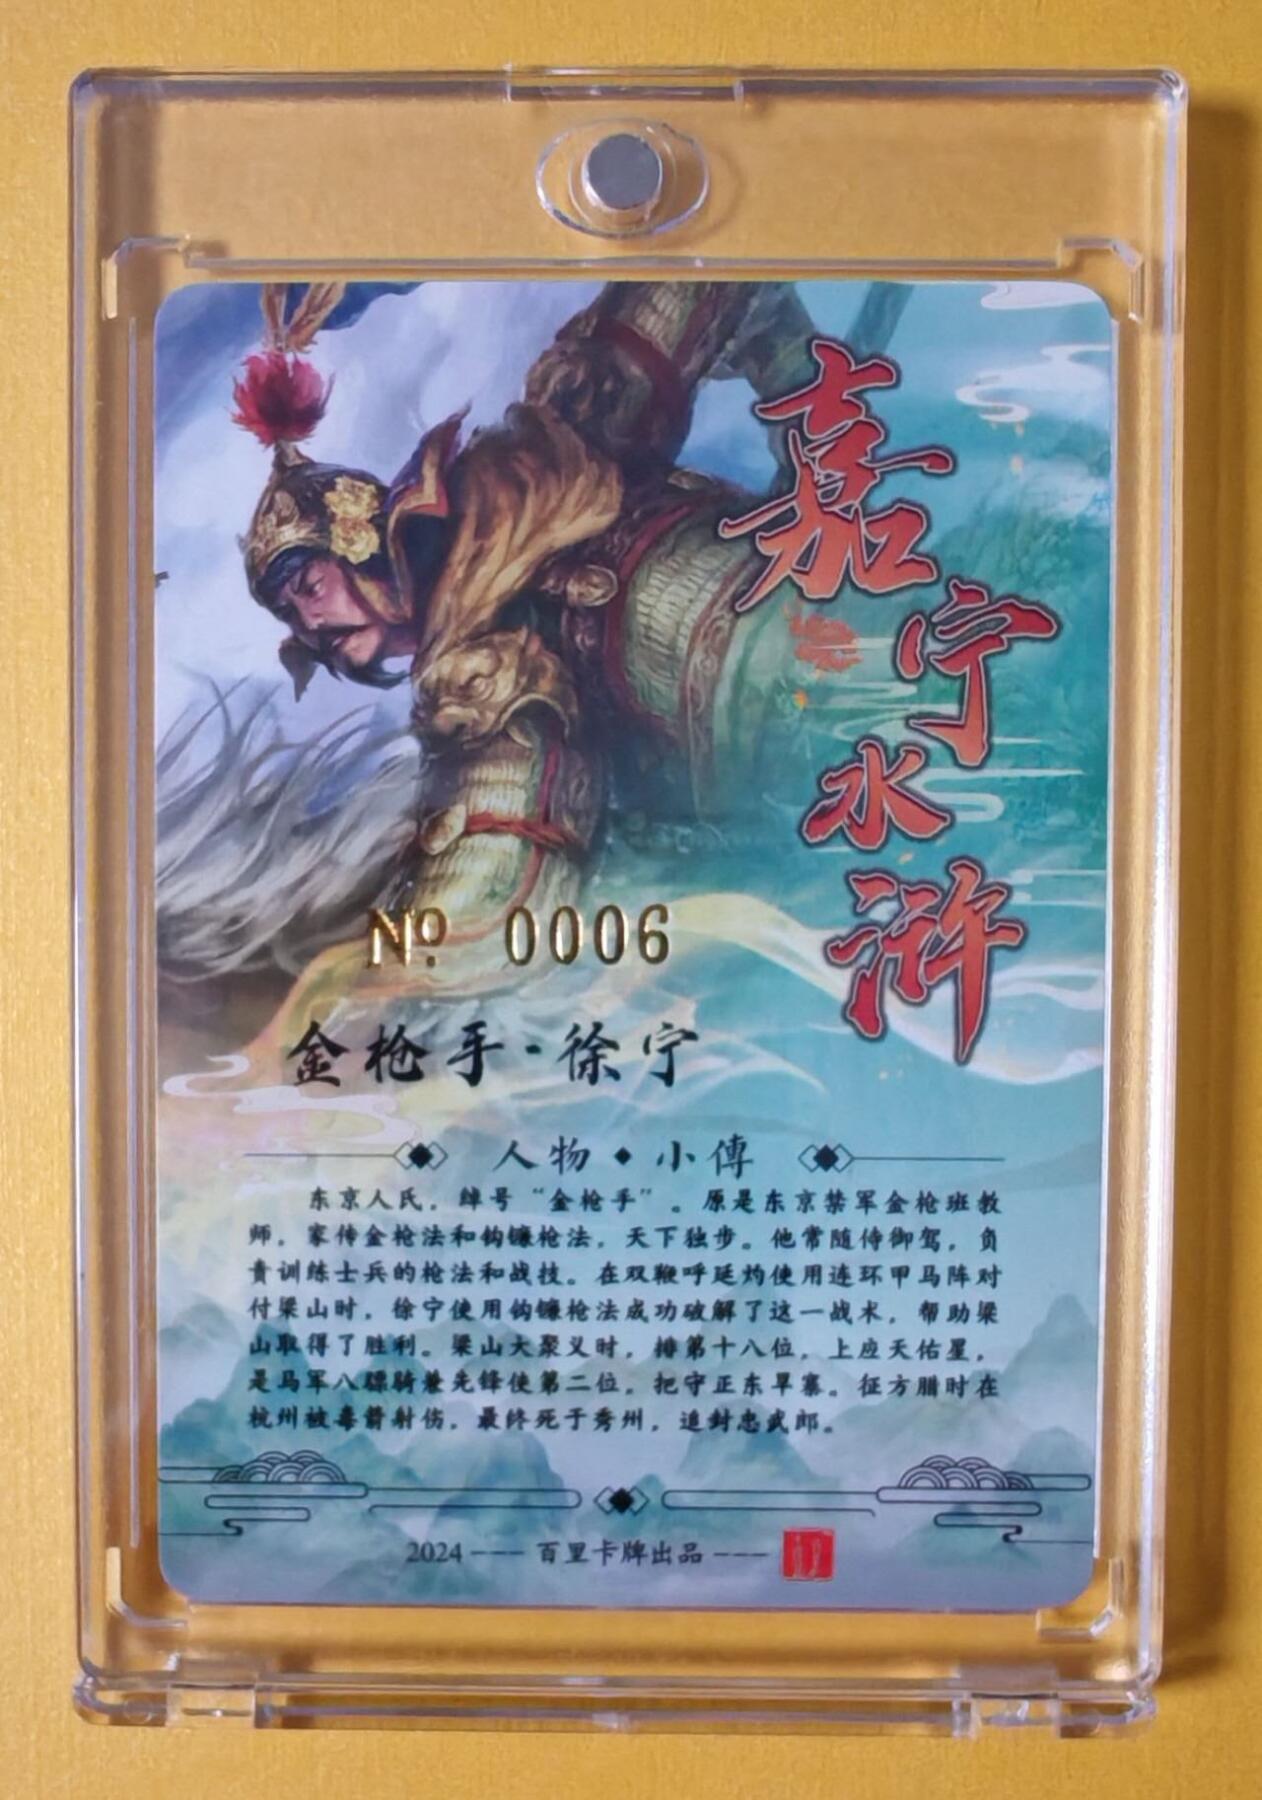 嘉宁水浒
№ 0006
金枪手·徐宁
人物◆小傳
东京人氏，绰号“金枪手”。原是东京禁军金枪班教
师，家传金枪法和钩镰枪法，天下独步。他常随侍御驾，负
责训练士兵的枪法和战技。在双鞭呼延灼使用连环甲马阵对
付梁山时，徐宁使用钩镰枪法成功破解了这一战术，帮助梁
山取得了胜利。梁山大聚义时，排第十八位，上应天佑星，
是马军八骠骑兼先锋使第二位，把守正东旱寨。征方腊时在
杭州被毒箭射伤，最终死于秀州，追封忠武郎。
2024———百里卡牌出品———